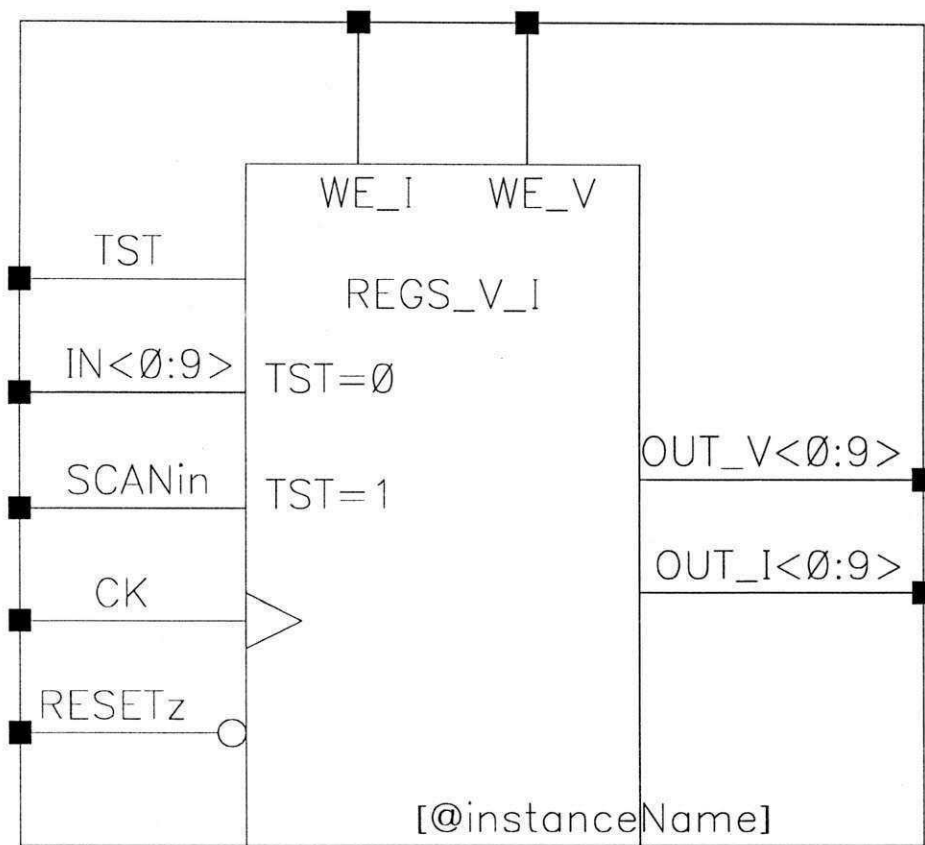 WE_I WE_V
TST
REGS_V_I
IN<Ø:9> TST=Ø
OUT_V<Ø:9>
SCANin TST=1
OUT_I<Ø:9>
CK
RESETz
[@instanceName]